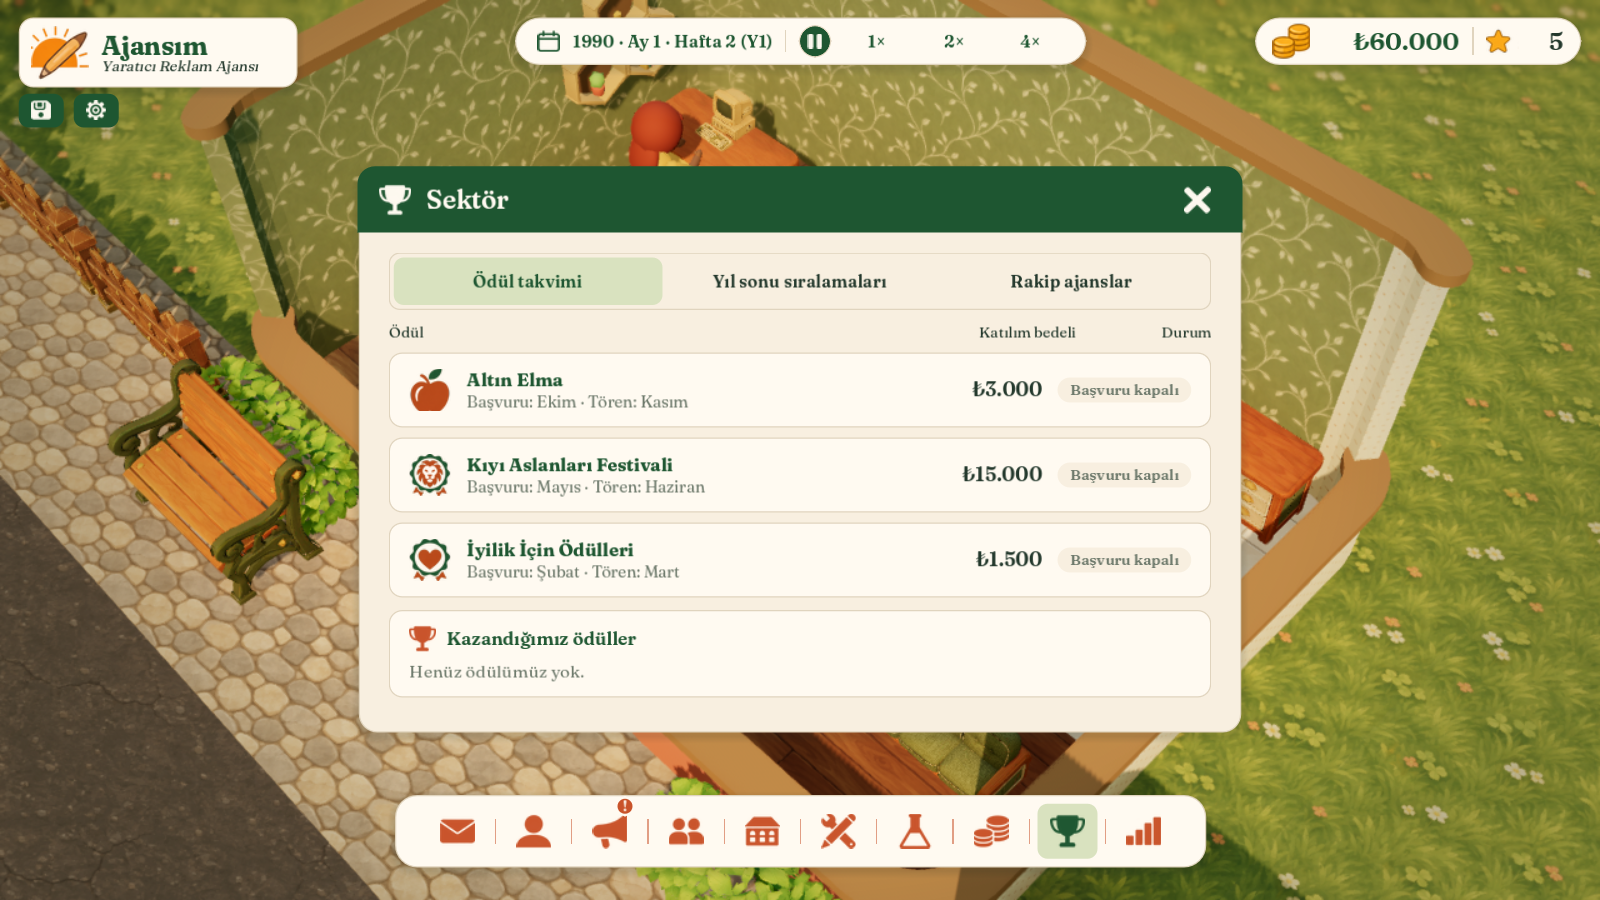 Ajansım
Yaratıcı Reklam Ajansı
1990 · Ay 1 · Hafta 2 (Y1)
1×
2×
4×
₺60.000
5
Sektör
Ödül takvimi
Yıl sonu sıralamaları
Rakip ajanslar
Ödül
Katılım bedeli
Durum
Altın Elma
Başvuru: Ekim · Tören: Kasım
₺3.000
Başvuru kapalı
Kıyı Aslanları Festivali
Başvuru: Mayıs · Tören: Haziran
₺15.000
Başvuru kapalı
İyilik İçin Ödülleri
Başvuru: Şubat · Tören: Mart
₺1.500
Başvuru kapalı
Kazandığımız ödüller
Henüz ödülümüz yok.